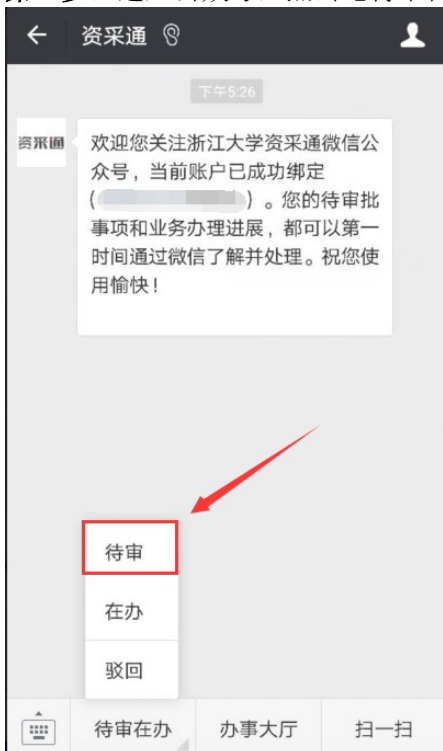 资采通
下午5:26
资采通
欢迎您关注浙江大学资采通微信公
众号，当前账户已成功绑定
(　　　　)。您的待审批
事项和业务办理进展，都可以第一
时间通过微信了解并处理。祝您使
用愉快！
待审
在办
驳回
待审在办
办事大厅
扫一扫